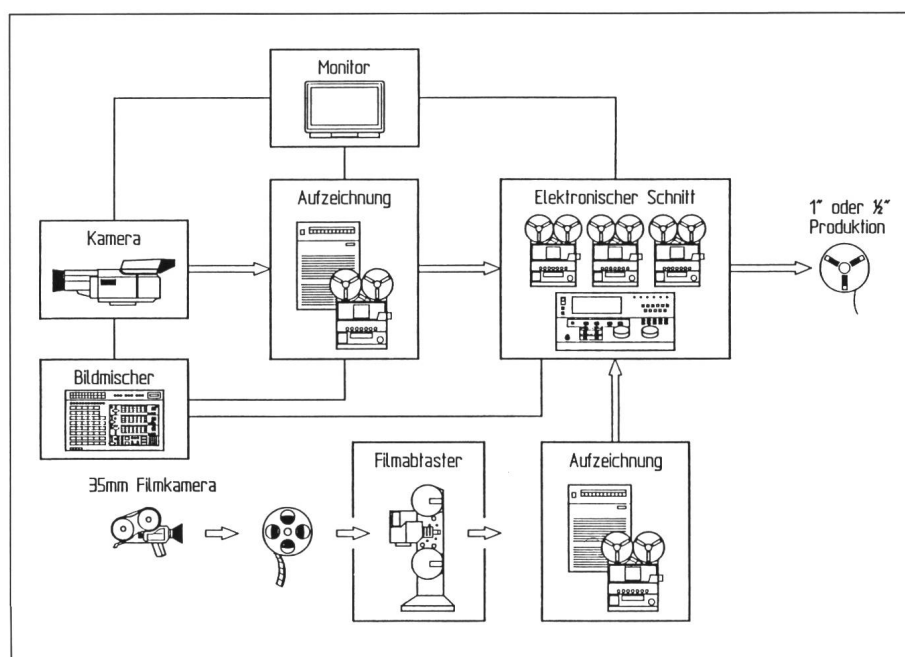 Monitor
Aufzeichnung
Elektronischer Schnitt
1" oder ½"
Produktion
Kamera
Bildmischer
35mm Filmkamera
Filmabtaster
Aufzeichnung